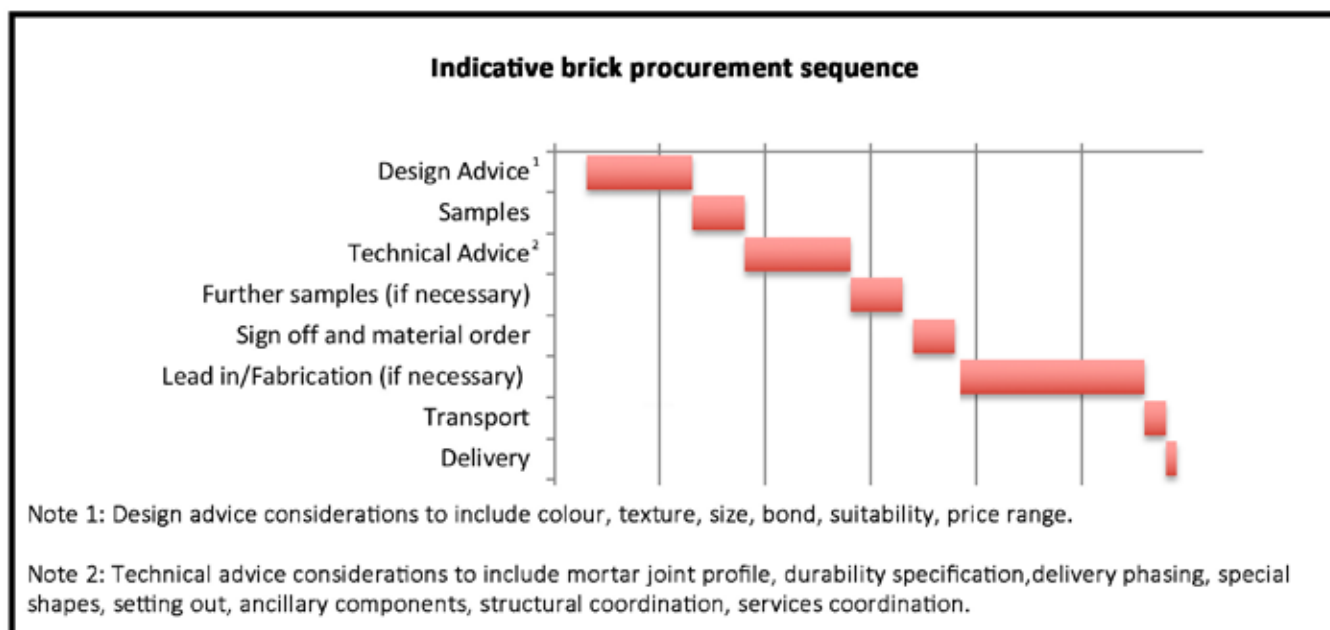 Indicative brick procurement sequence
Design Advice¹
Samples
Technical Advice²
Further samples (if necessary)
Sign off and material order
Lead in/Fabrication (if necessary)
Transport
Delivery
Note 1: Design advice considerations to include colour, texture, size, bond, suitability, price range.
Note 2: Technical advice considerations to include mortar joint profile, durability specification,delivery phasing, special
shapes, setting out, ancillary components, structural coordination, services coordination.